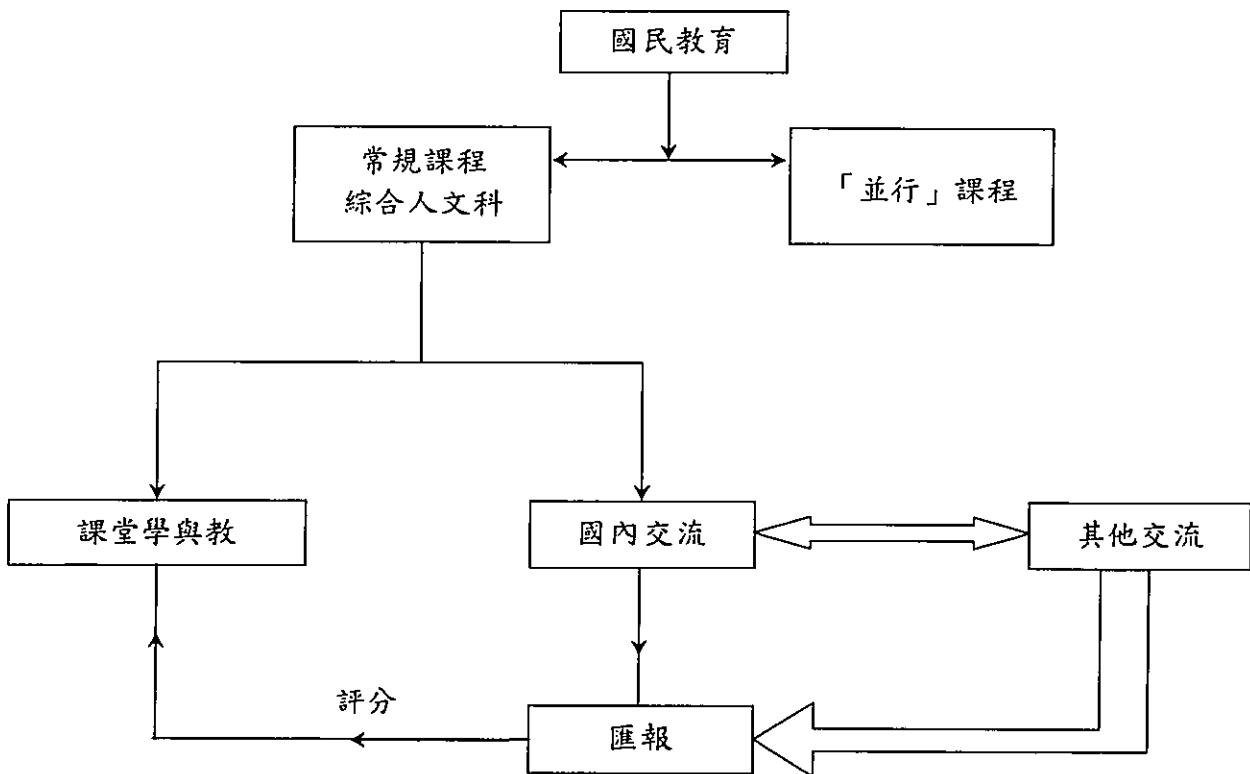 國民教育
常規課程
綜合人文科
「並行」課程
課堂學與教
國內交流
其他交流
評分
匯報